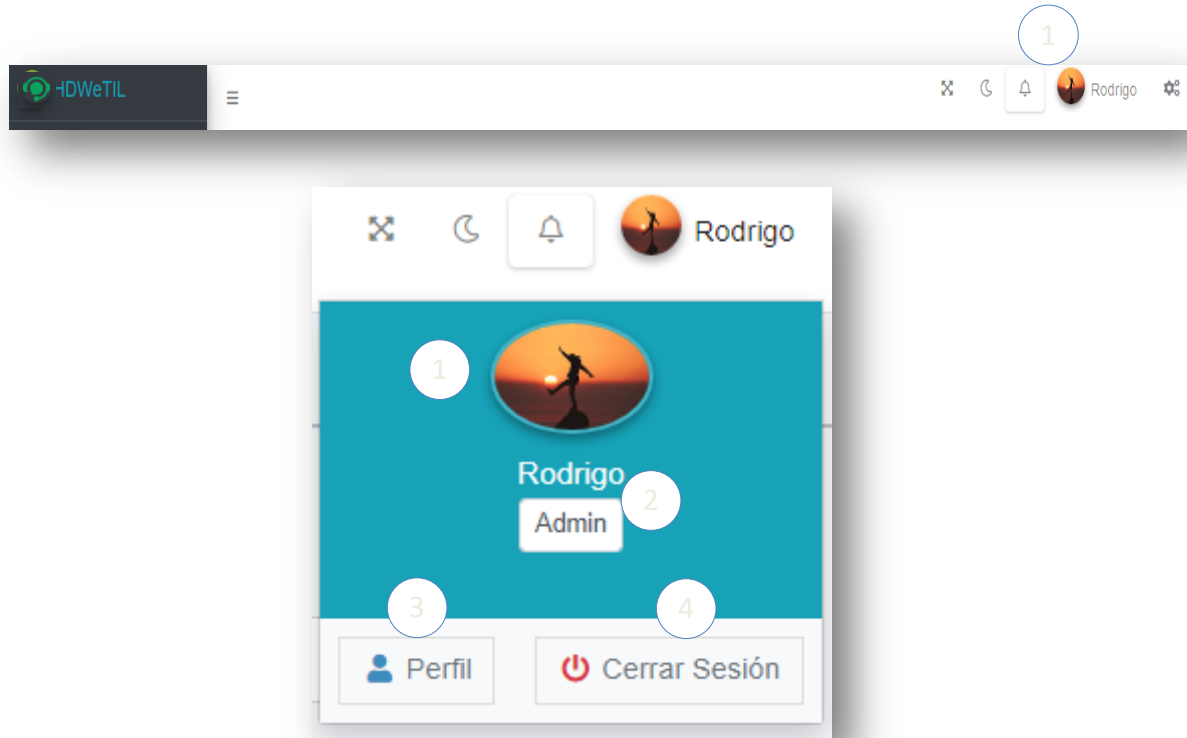 1
HDWeTIL
Rodrigo
Rodrigo
1
Rodrigo
2
Admin
3
4
Perfil
Cerrar Sesión